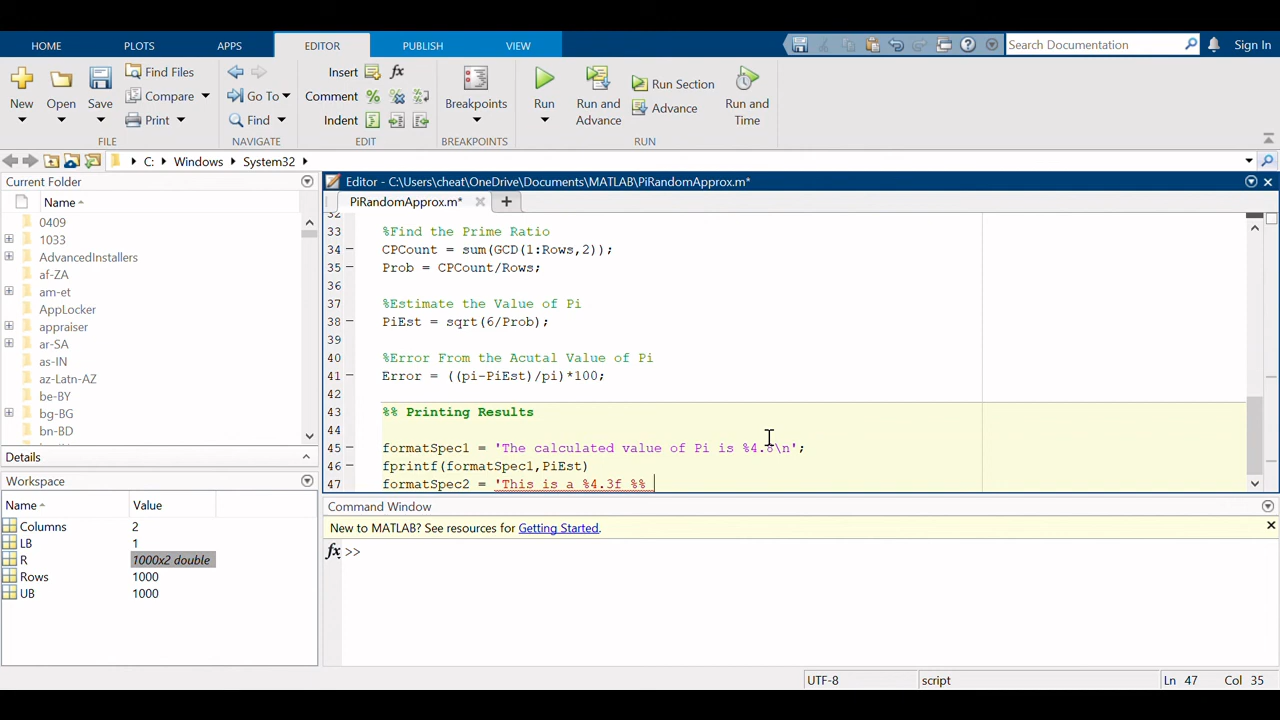 HOME PLOTS APPS EDITOR PUBLISH VIEW Search Documentation Sign In
New Open Save Find Files Compare Print
Go To Find
Insert fx
Comment
Indent
Breakpoints Run Run and Advance Run Section Advance Run and Time
FILE NAVIGATE EDIT BREAKPOINTS RUN
C: Windows System32
Current Folder
Name
0409
1033
AdvancedInstallers
af-ZA
am-et
AppLocker
appraiser
ar-SA
as-IN
az-Latn-AZ
be-BY
bg-BG
bn-BD
Details
Workspace
Name Value
Columns 2
LB 1
R 1000x2 double
Rows 1000
UB 1000
Editor - C:\Users\cheat\OneDrive\Documents\MATLAB\PiRandomApprox.m*
PiRandomApprox.m*
32
33 %Find the Prime Ratio
34 CPCount = sum(GCD(1:Rows,2));
35 Prob = CPCount/Rows;
36
37 %Estimate the Value of Pi
38 PiEst = sqrt(6/Prob);
39
40 %Error From the Acutal Value of Pi
41 Error = ((pi-PiEst)/pi)*100;
42
43 %% Printing Results
44
45 formatSpec1 = 'The calculated value of Pi is
46 fprintf(formatSpec1,PiEst)
47 formatSpec2 = 'This is a %4.3f %%
Command Window
New to MATLAB? See resources for Getting Started.
fx >>
UTF-8 script Ln 47 Col 35